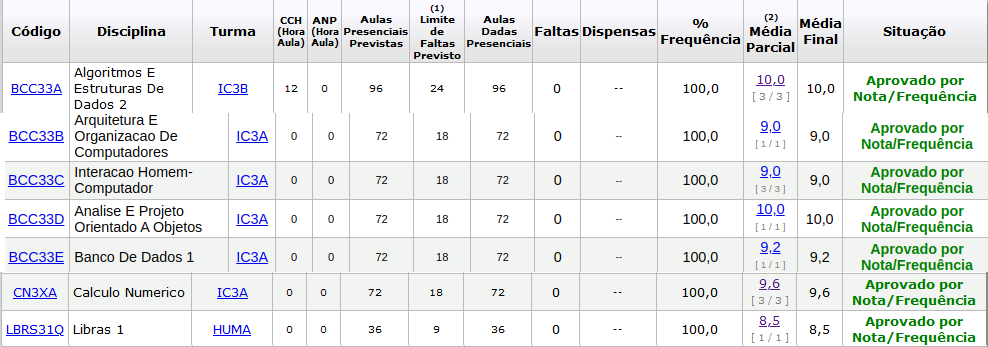 Código Disciplina Turma CCH (Hora Aula) ANP (Hora Aula) Aulas Presenciais Previstas (1) Limite de Faltas Previsto Aulas Dadas Presenciais Faltas Dispensas % Frequência (2) Média Parcial Média Final Situação
BCC33A Algoritmos E Estruturas De Dados 2 IC3B 12 0 96 24 96 0 -- 100,0 10,0 [ 3 / 3 ] 10,0 Aprovado por Nota/Frequência
BCC33B Arquitetura E Organizacao De Computadores IC3A 0 0 72 18 72 0 -- 100,0 9,0 [ 1 / 1 ] 9,0 Aprovado por Nota/Frequência
BCC33C Interacao Homem-Computador IC3A 0 0 72 18 72 0 -- 100,0 9,0 [ 3 / 3 ] 9,0 Aprovado por Nota/Frequência
BCC33D Analise E Projeto Orientado A Objetos IC3A 0 0 72 18 72 0 -- 100,0 10,0 [ 1 / 1 ] 10,0 Aprovado por Nota/Frequência
BCC33E Banco De Dados 1 IC3A 0 0 72 18 72 0 -- 100,0 9,2 [ 1 / 1 ] 9,2 Aprovado por Nota/Frequência
CN3XA Calculo Numerico IC3A 0 0 72 18 72 0 -- 100,0 9,6 [ 3 / 3 ] 9,6 Aprovado por Nota/Frequência
LBRS31Q Libras 1 HUMA 0 0 36 9 36 0 -- 100,0 8,5 [ 1 / 1 ] 8,5 Aprovado por Nota/Frequência